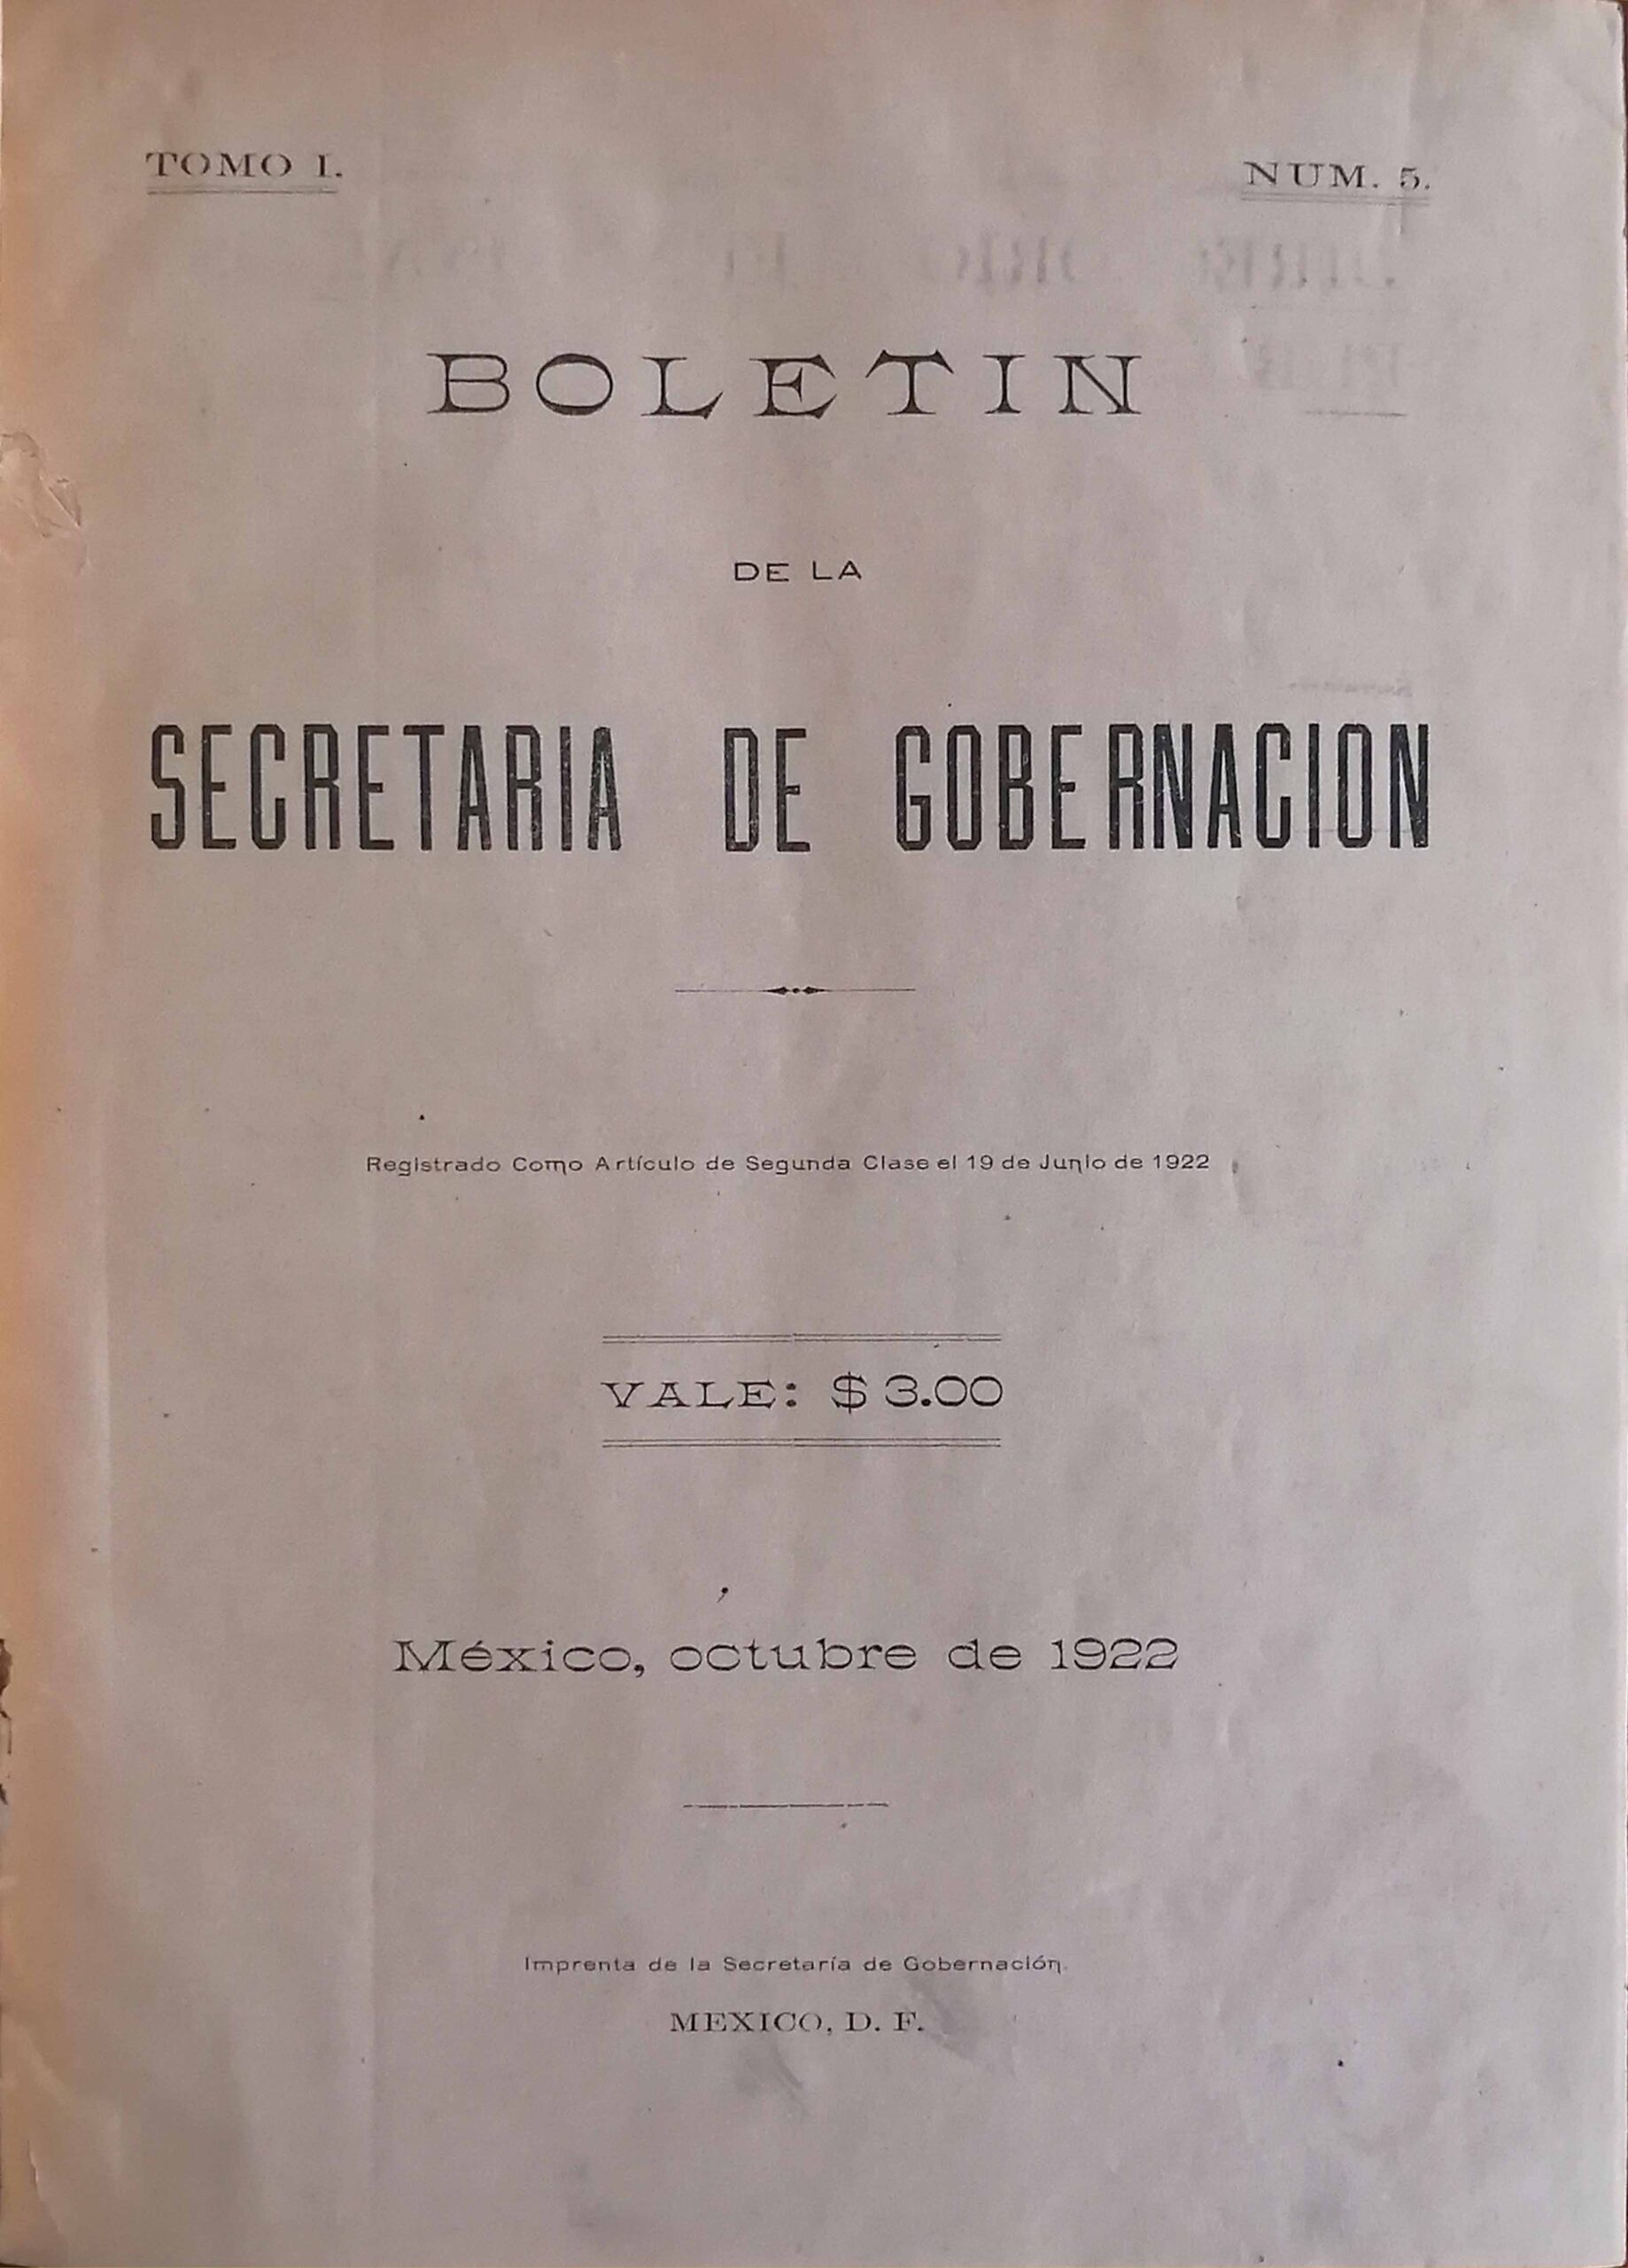 TOMO I.
NUM. 5.
BOLETIN
DE LA
SECRETARIA DE GOBERNACION
Registrado Como Artículo de Segunda Clase el 19 de Junio de 1922
VALE: $ 3.00
México, octubre de 1922
Imprenta de la Secretaría de Gobernación.
MEXICO, D. F.